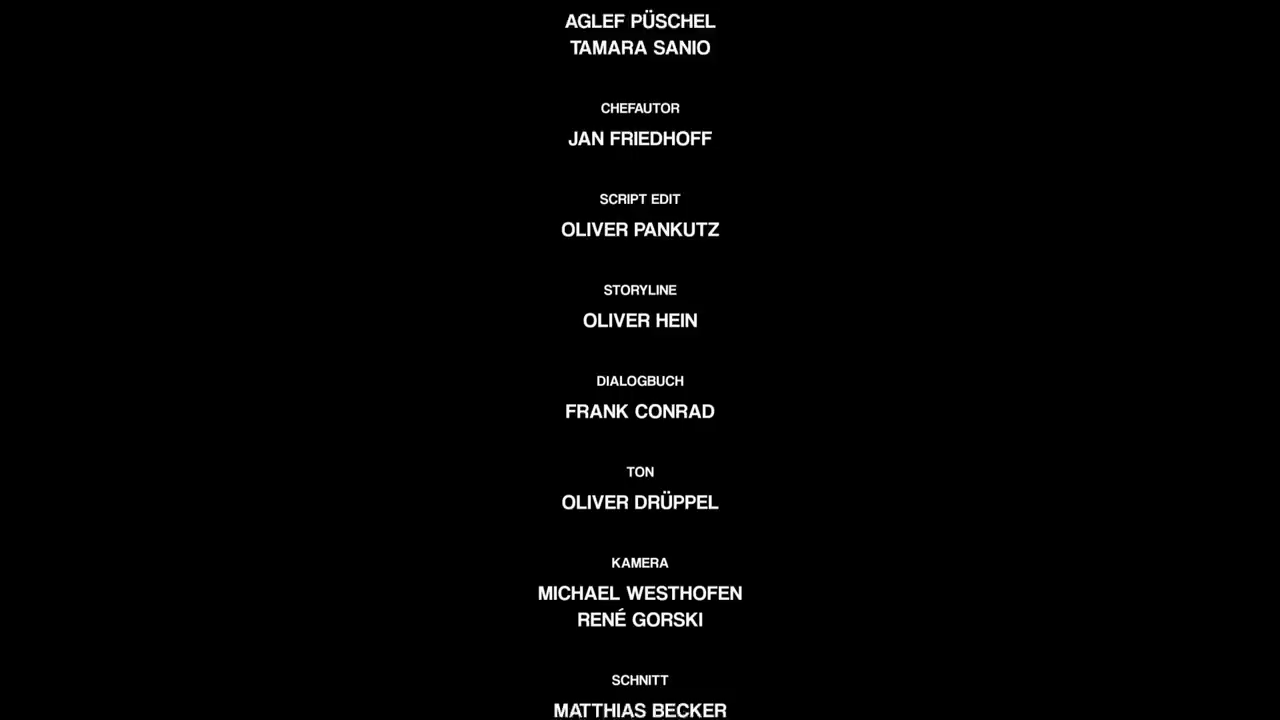 AGLEF PÜSCHEL
TAMARA SANIO
CHEFAUTOR
JAN FRIEDHOFF
SCRIPT EDIT
OLIVER PANKUTZ
STORYLINE
OLIVER HEIN
DIALOGBUCH
FRANK CONRAD
TON
OLIVER DRÜPPEL
KAMERA
MICHAEL WESTHOFEN
RENÉ GORSKI
SCHNITT
MATTHIAS BECKER